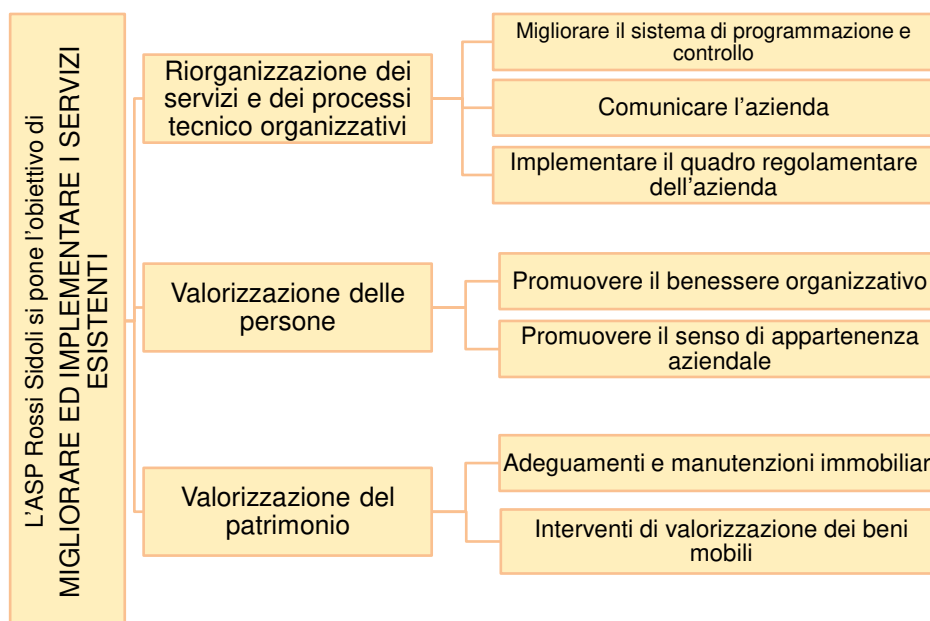 L'ASP Rossi Sidoli si pone l'obiettivo di
MIGLIORARE ED IMPLEMENTARE I SERVIZI
ESISTENTI
Riorganizzazione dei
servizi e dei processi
tecnico organizzativi
Migliorare il sistema di programmazione e
controllo
Comunicare l'azienda
Implementare il quadro regolamentare
dell'azienda
Valorizzazione delle
persone
Promuovere il benessere organizzativo
Promuovere il senso di appartenenza
aziendale
Valorizzazione del
patrimonio
Adeguamenti e manutenzioni immobiliar
Interventi di valorizzazione dei beni
mobili